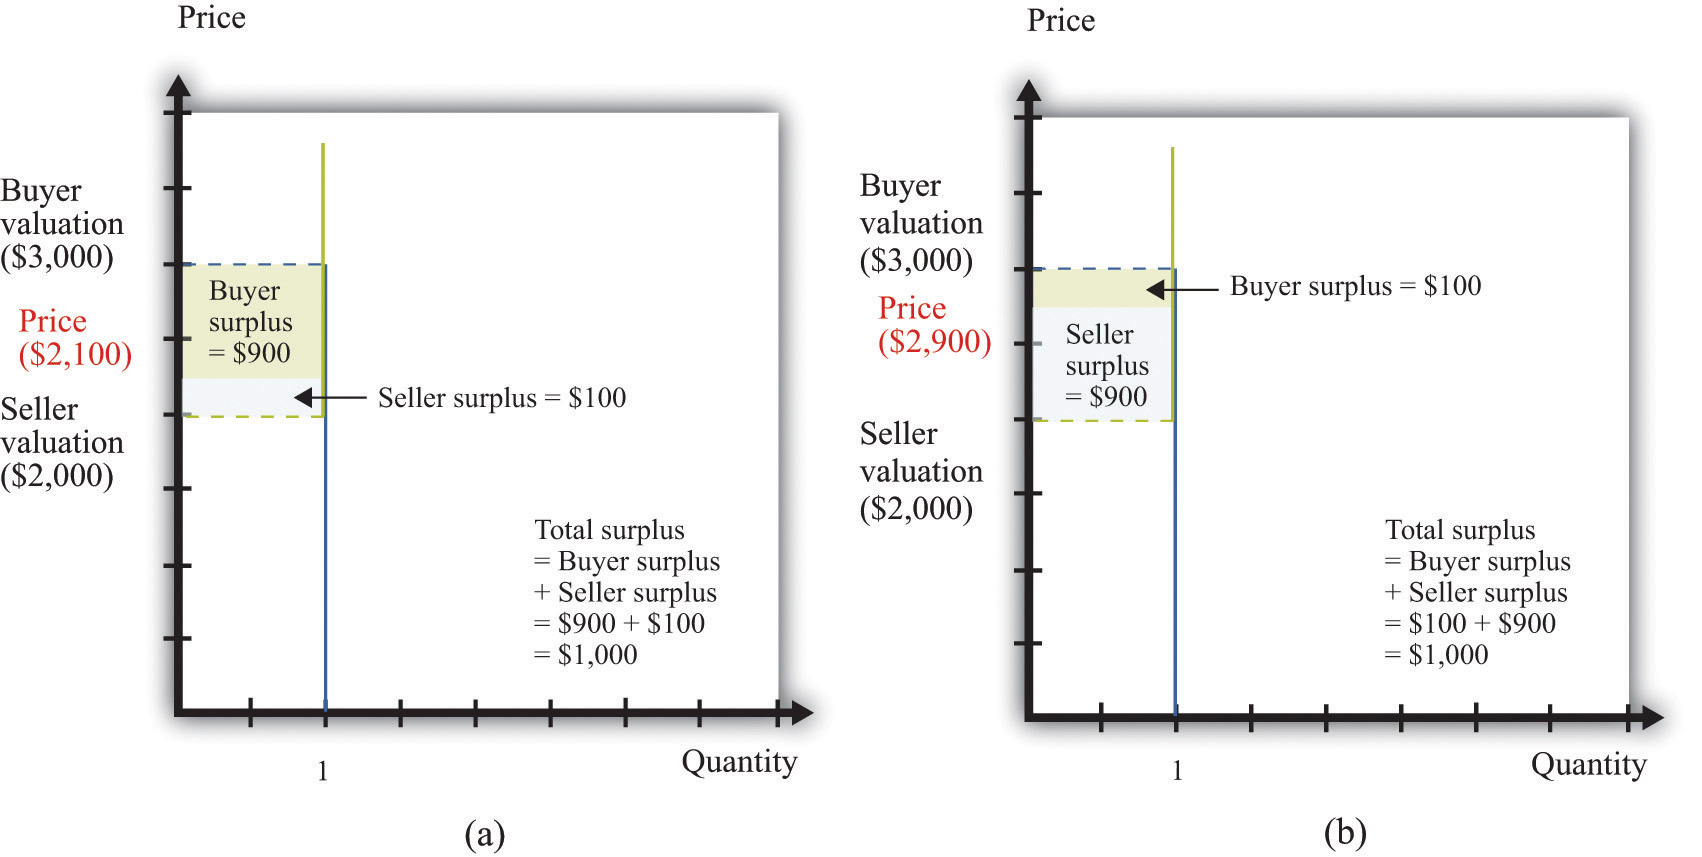 Price
Buyer
valuation
($3,000)
Price
($2,100)
Seller
valuation
($2,000)
Buyer
surplus
= $900
Seller surplus = $100
Total surplus
= Buyer surplus
+ Seller surplus
= $900 + $100
= $1,000
1
Quantity
(a)
Price
Buyer
valuation
($3,000)
Price
($2,900)
Seller
valuation
($2,000)
Buyer surplus = $100
Seller
surplus
= $900
Total surplus
= Buyer surplus
+ Seller surplus
= $100 + $900
= $1,000
1
Quantity
(b)